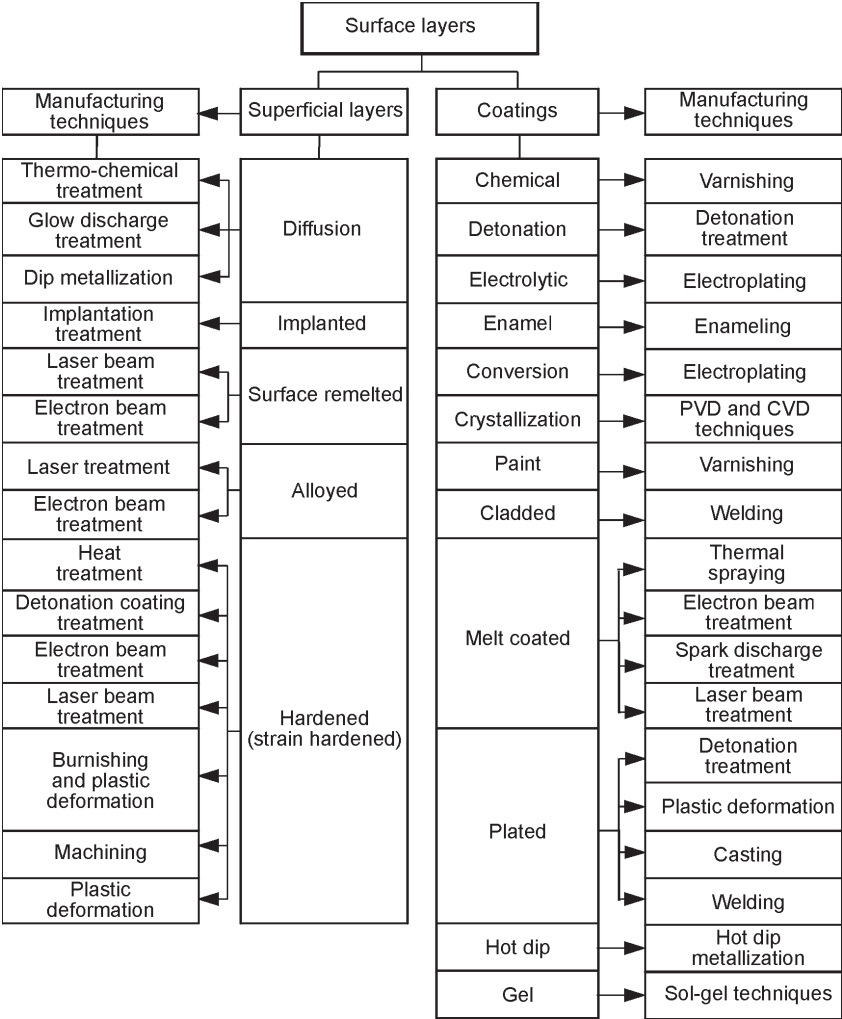 Surface layers
Manufacturing
techniques
Superficial layers
Coatings
Manufacturing
techniques
Thermo-chemical
treatment
Glow discharge
treatment
Dip metallization
Implantation
treatment
Laser beam
treatment
Electron beam
treatment
Laser treatment
Electron beam
treatment
Heat
treatment
Detonation coating
treatment
Electron beam
treatment
Laser beam
treatment
Burnishing
and plastic
deformation
Machining
Plastic
deformation
Diffusion
Implanted
Surface remelted
Alloyed
Hardened
(strain hardened)
Chemical
Detonation
Electrolytic
Enamel
Conversion
Crystallization
Paint
Cladded
Melt coated
Plated
Hot dip
Gel
Varnishing
Detonation
treatment
Electroplating
Enameling
Electroplating
PVD and CVD
techniques
Varnishing
Welding
Thermal
spraying
Electron beam
treatment
Spark discharge
treatment
Laser beam
treatment
Detonation
treatment
Plastic deformation
Casting
Welding
Hot dip
metallization
Sol-gel techniques